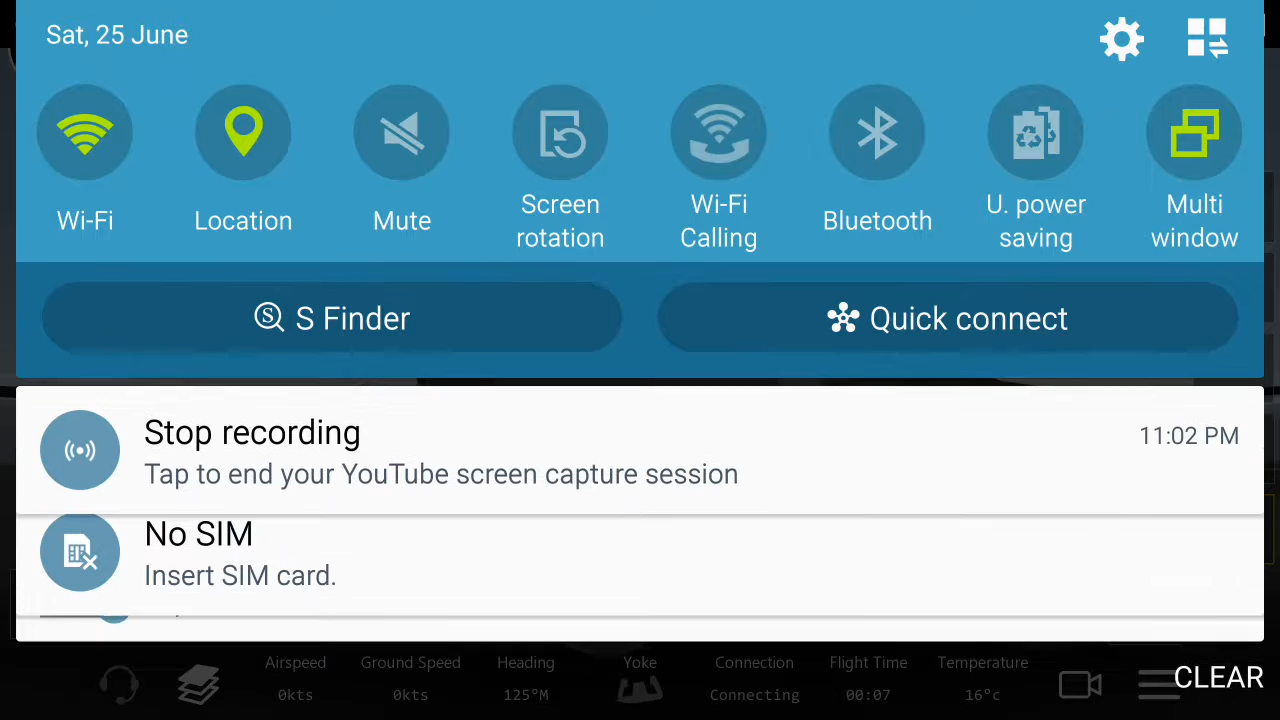 Sat, 25 June
Wi-Fi
Location
Mute
Screen
rotation
Wi-Fi
Calling
Bluetooth
U. power
saving
Multi
window
S Finder
Quick connect
Stop recording
11:02 PM
Tap to end your YouTube screen capture session
No SIM
Insert SIM card.
Airspeed
0kts
Ground Speed
0kts
Heading
125°M
Yoke
Connection
Connecting
Flight Time
00:07
Temperature
16°c
CLEAR